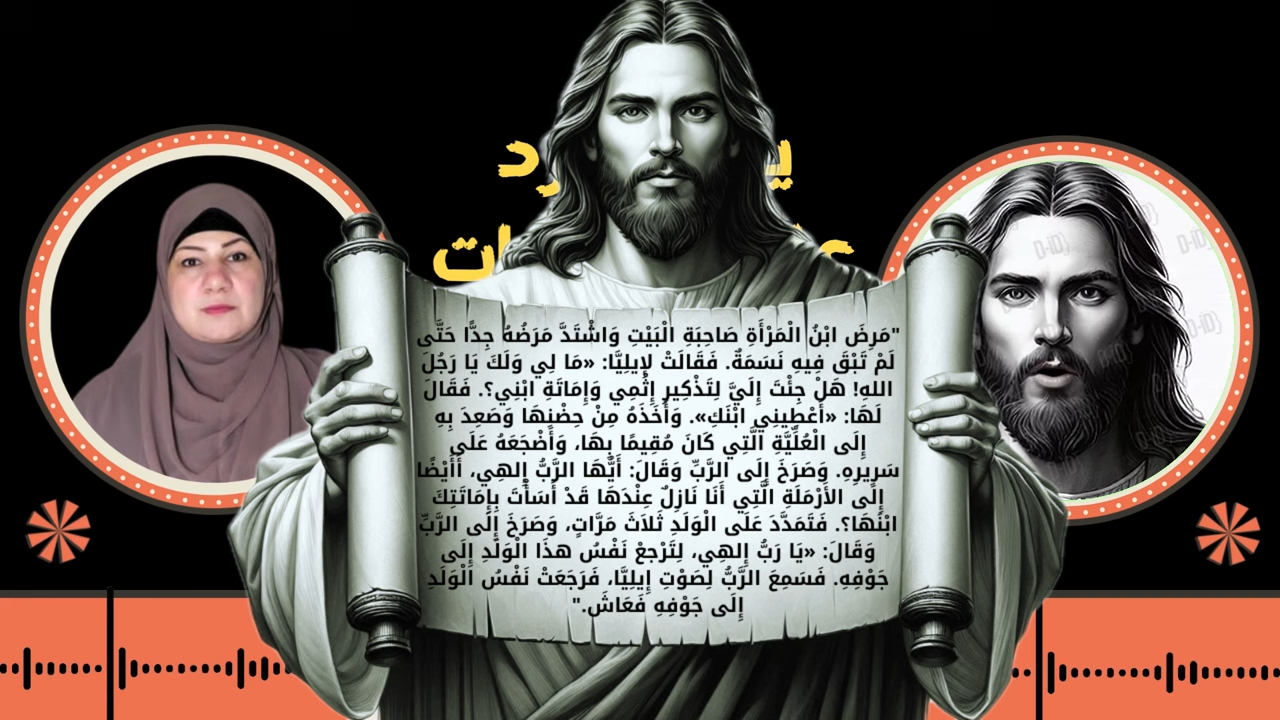 "مَرِضَ ابْنُ الْمَرْأَةِ صَاحِبَةِ الْبَيْتِ وَاشْتَدَّ مَرَضُهُ جِدًّا حَتَّى
لَمْ تَبْقَ فِيهِ نَسَمَةٌ. فَقَالَتْ لإِيلِيَّا: «مَا لِي وَلَكَ يَا رَجُلَ
اللهِ! هَلْ جِئْتَ إِلَيَّ لِتَذْكِيرِ إِثْمِي وَإِمَاتَةِ ابْنِي؟. فَقَالَ
لَهَا: «أَعْطِينِي ابْنَكِ». وَأَخَذَهُ مِنْ حِضْنِهَا وَصَعِدَ بِهِ
إِلَى الْعُلِّيَّةِ الَّتِي كَانَ مُقِيمًا بِهَا، وَأَضْجَعَهُ عَلَى
سَرِيرِهِ. وَصَرَخَ إِلَى الرَّبِّ وَقَالَ: أَيُّهَا الرَّبُّ إِلهِي، أَأَيْضًا
إِلَى الأَرْمَلَةِ الَّتِي أَنَا نَازِلٌ عِنْدَهَا قَدْ أَسَأْتَ بِإِمَاتَتِكَ
ابْنَهَا؟. فَتَمَدَّدَ عَلَى الْوَلَدِ ثَلاَثَ مَرَّاتٍ، وَصَرَخَ إِلَى الرَّبِّ
وَقَالَ: «يَا رَبُّ إِلهِي، لِتَرْجعْ نَفْسُ هذَا الْوَلَدِ إِلَى
جَوْفِهِ. فَسَمِعَ الرَّبُّ لِصَوْتِ إِيلِيَّا، فَرَجَعَتْ نَفْسُ الْوَلَدِ
إِلَى جَوْفِهِ فَعَاشَ."